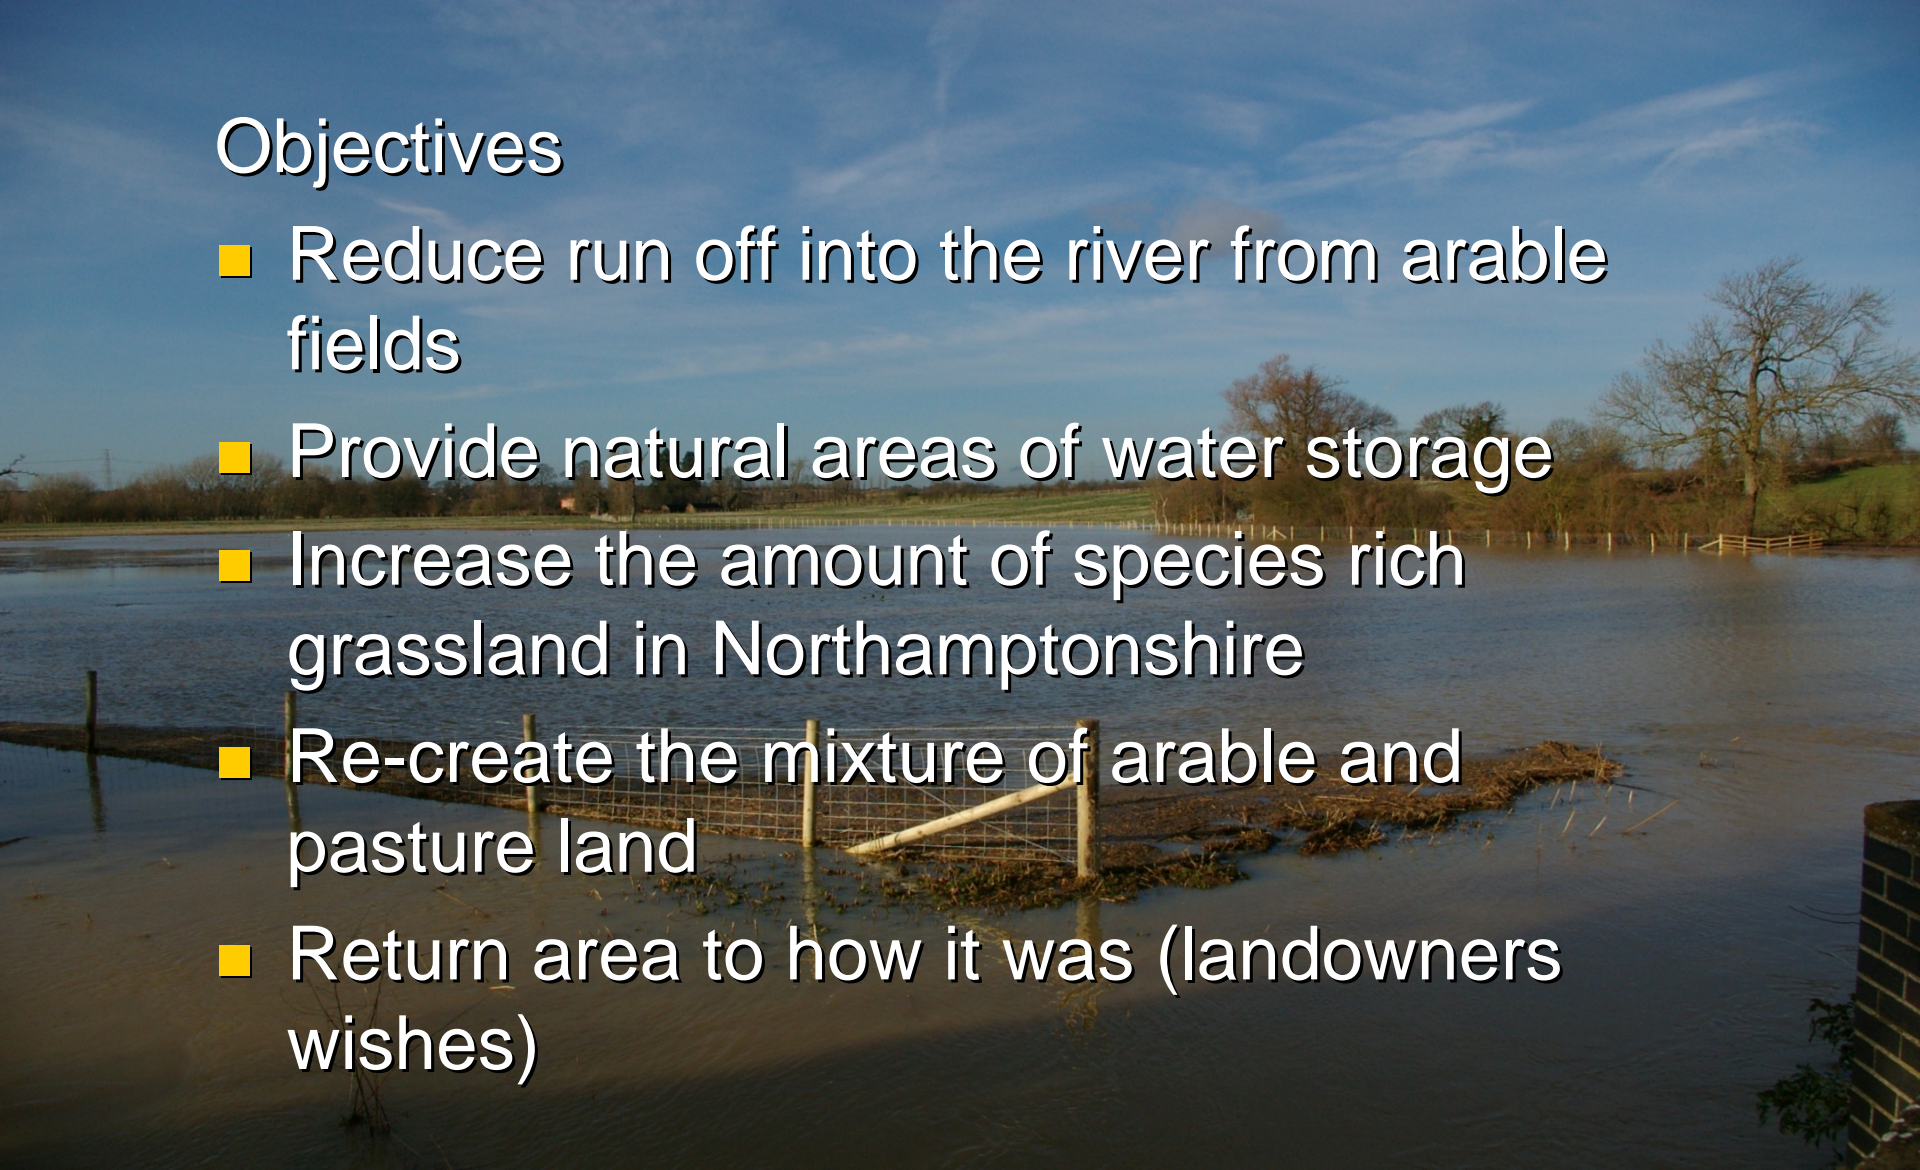 Objectives
Reduce run off into the river from arable
fields
Provide natural areas of water storage
Increase the amount of species rich
grassland in Northamptonshire
Re-create the mixture of arable and
pasture land
Return area to how it was (landowners
wishes)